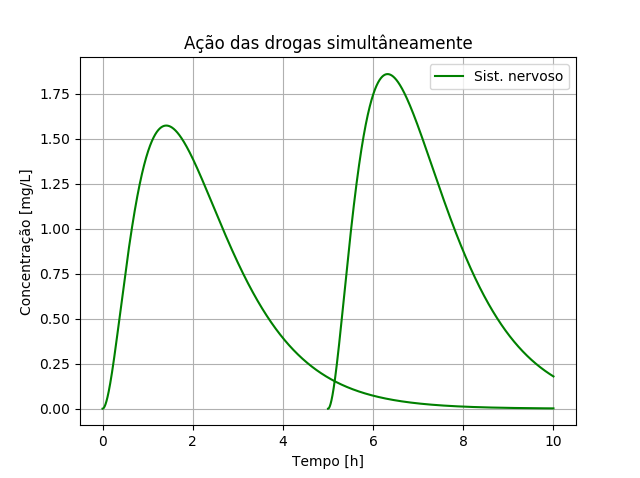 Ação das drogas simultâneamente
Sist. nervoso
Concentração [mg/L]
1.75
1.50
1.25
1.00
0.75
0.50
0.25
0.00
0 2 4 6 8 10
Tempo [h]